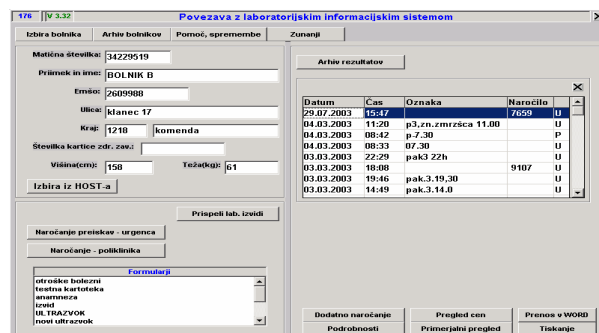 176 V 3.32 Povezava z laboratorijskim informacijskim sistemom
Izbira bolnika Arhiv bolnikov Pomoč, spremembe Zunanji
Matična številka: 34229519
Priimek in ime: BOLNIK B
Emšo: 2609988
Ulica: klanec 17
Kraj: 1218 komenda
Številka kartice zdr. zav.:
Višina(cm): 158 Teža(kg): 61
Izbira iz HOST-a
Prispeli lab. izvidi
Naročanje preiskav - urgenca
Naročanje - poliklinika
Formularji
otroške bolezni
testna kartoteka
anamneza
izvid
ULTRAZVOK
novi ultrazvok
Arhiv rezultatov
Datum Čas Oznaka Naročilo
29.07.2003 15:47 7659 U
04.03.2003 11:20 p3,zn.zmrzšca 11.00 U
04.03.2003 08:42 p-7.30 P
04.03.2003 08:33 07.30 U
03.03.2003 22:29 pak3 22h U
03.03.2003 18:08 9107 U
03.03.2003 19:46 pak.3.19,30 U
03.03.2003 14:49 pak.3.14.0 U
Dodatno naročanje Pregled cen Prenos v WORD
Podrobnosti Primerjalni pregled Tiskanje